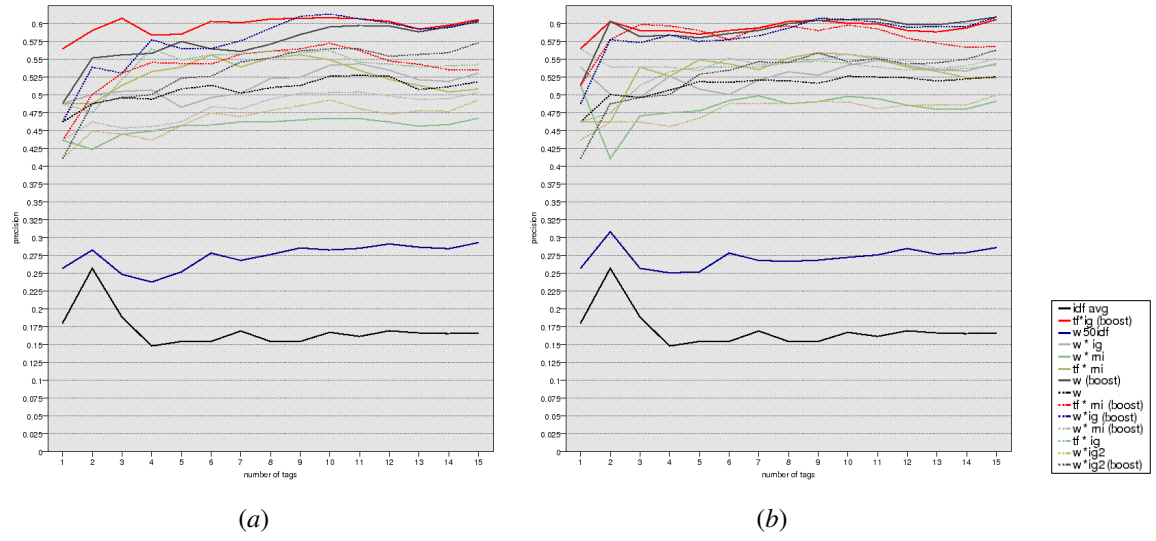 0.6
0.575
0.55
0.525
0.5
0.475
0.45
0.425
0.4
0.375
0.35
0.325
0.3
0.275
0.25
0.225
0.2
0.175
0.15
0.125
0.1
0.075
0.05
0.025
0
precision
1 2 3 4 5 6 7 8 9 10 11 12 13 14 15
number of tags
(a)
0.6
0.575
0.55
0.525
0.5
0.475
0.45
0.425
0.4
0.375
0.35
0.325
0.3
0.275
0.25
0.225
0.2
0.175
0.15
0.125
0.1
0.075
0.05
0.025
0
precision
1 2 3 4 5 6 7 8 9 10 11 12 13 14 15
number of tags
(b)
idf avg
tf*ig (boost)
w 50idf
w * ig
w * mi
tf * mi
w (boost)
w
tf * mi (boost)
w *ig (boost)
w * mi (boost)
tf * ig
w *ig2
w *ig2 (boost)